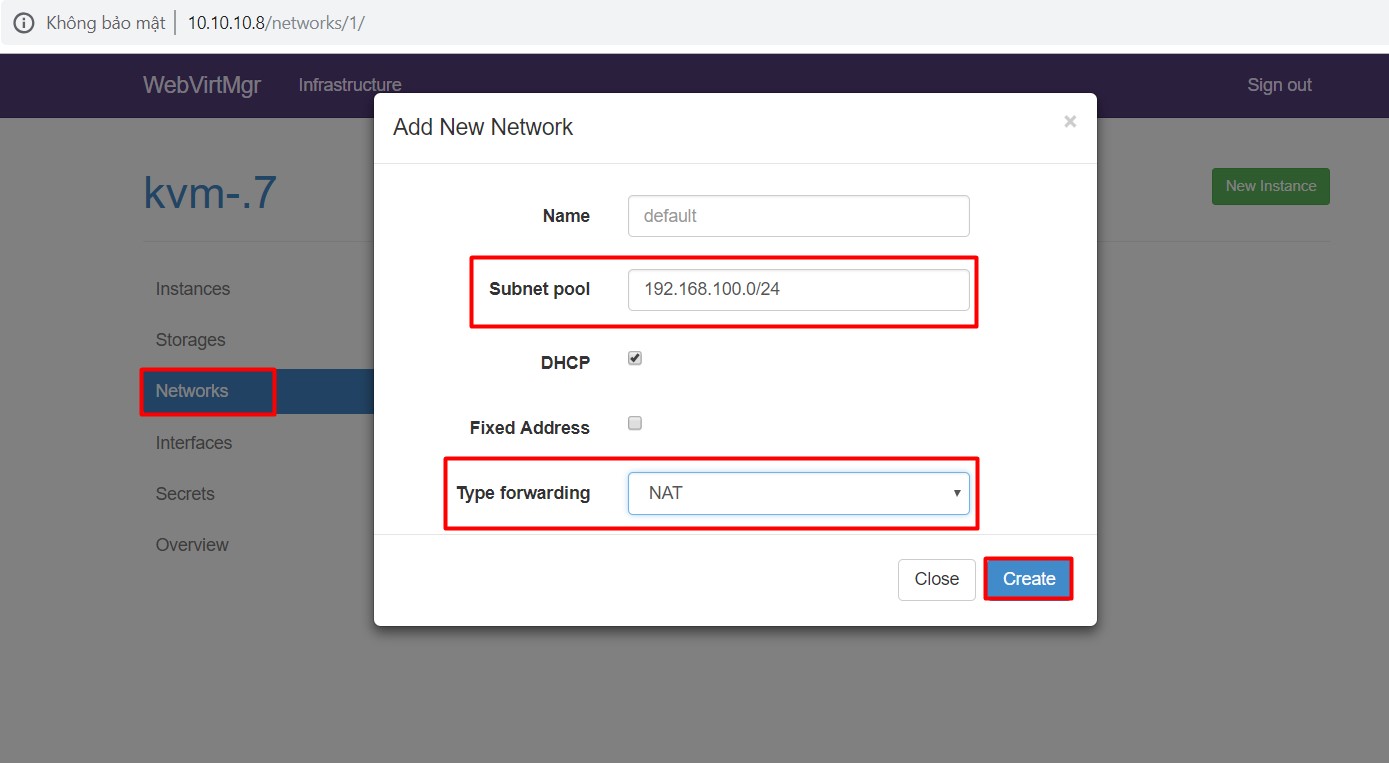 Không bảo mật 10.10.10.8/networks/1/
WebVirtMgr Infrastructure Sign out
Add New Network ×
kvm-.7
New Instance
Name default
Subnet pool 192.168.100.0/24
DHCP
Fixed Address
Type forwarding NAT
Close Create
Instances
Storages
Networks
Interfaces
Secrets
Overview